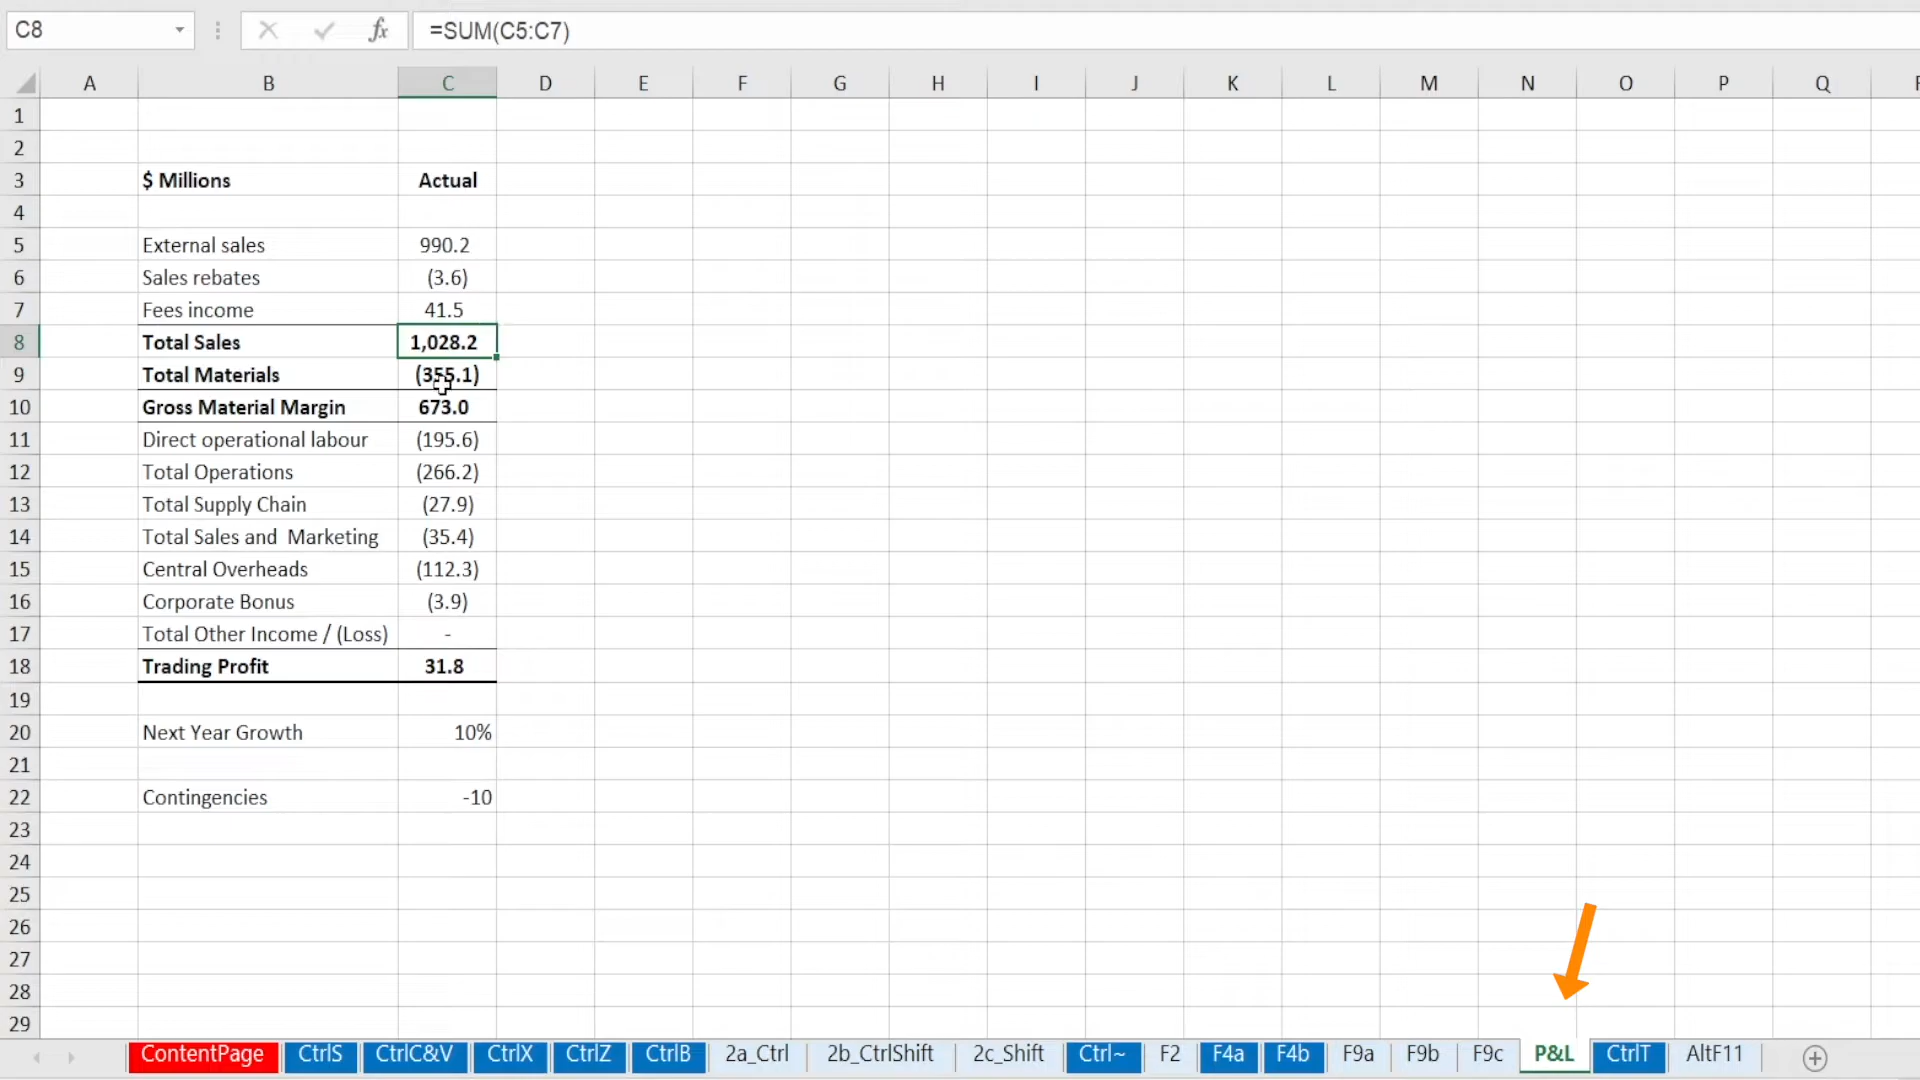 C8 fx =SUM(C5:C7)
A B C D E F G H I J K L M N O P Q
1
2
3 $ Millions Actual
4
5 External sales 990.2
6 Sales rebates (3.6)
7 Fees income 41.5
8 Total Sales 1,028.2
9 Total Materials (355.1)
10 Gross Material Margin 673.0
11 Direct operational labour (195.6)
12 Total Operations (266.2)
13 Total Supply Chain (27.9)
14 Total Sales and Marketing (35.4)
15 Central Overheads (112.3)
16 Corporate Bonus (3.9)
17 Total Other Income / (Loss) -
18 Trading Profit 31.8
19
20 Next Year Growth 10%
21
22 Contingencies -10
23
24
25
26
27
28
29
ContentPage CtrlS CtrlC&V CtrlX CtrlZ CtrlB 2a_Ctrl 2b_CtrlShift 2c_Shift Ctrl~ F2 F4a F4b F9a F9b F9c P&L CtrlT AltF11